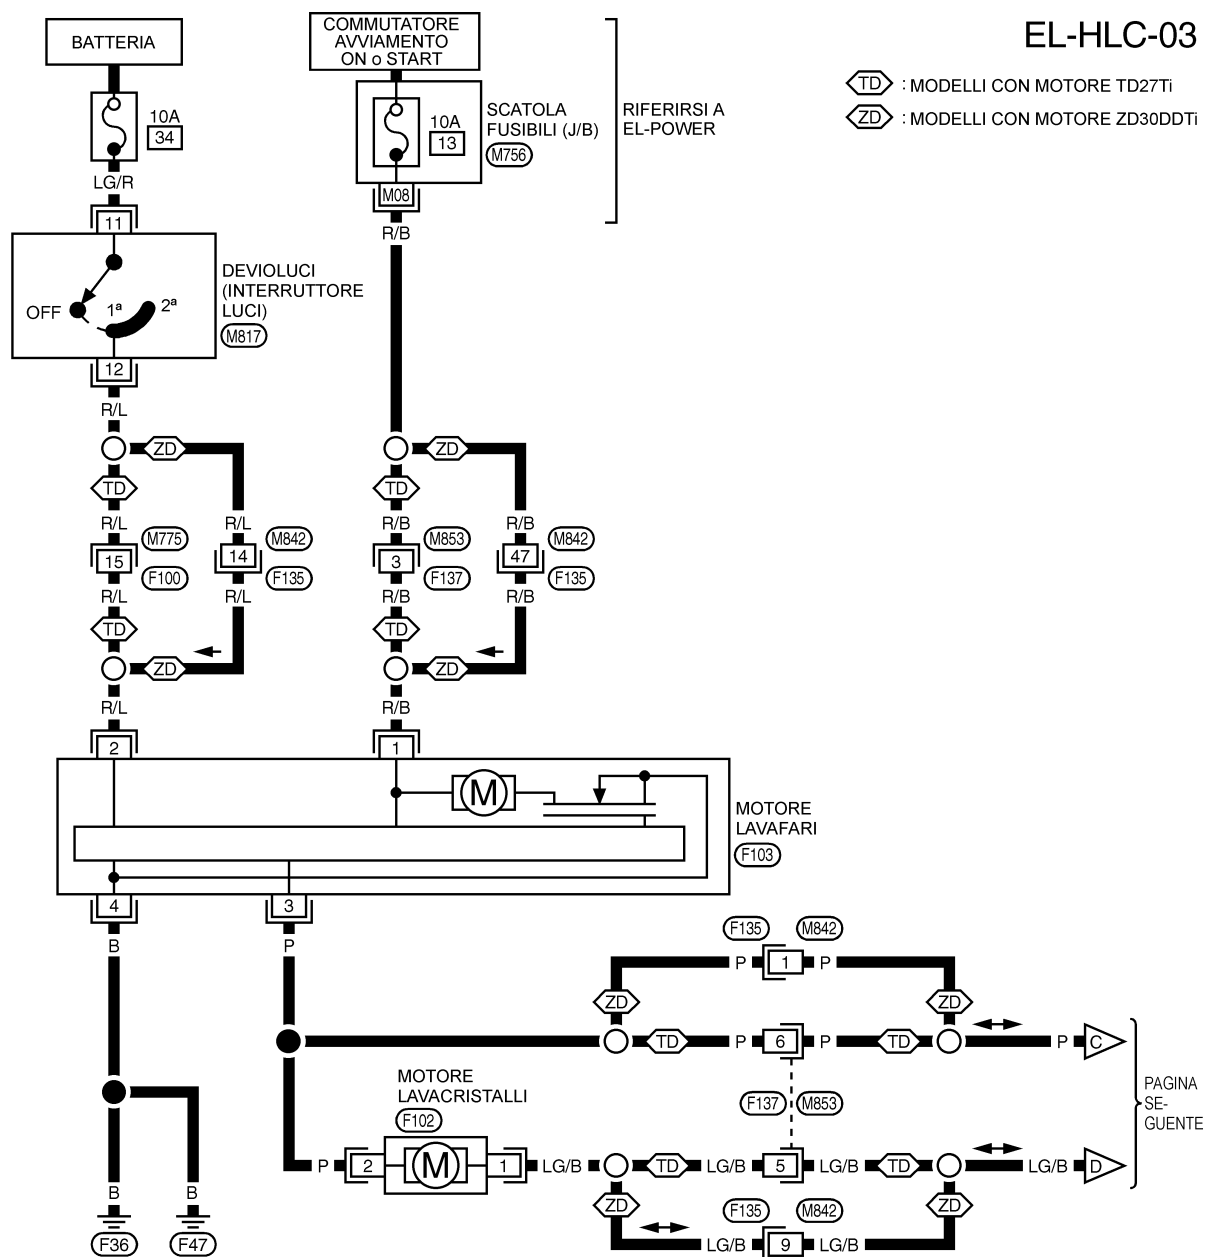 EL-HLC-03
TD : MODELLI CON MOTORE TD27Ti
ZD : MODELLI CON MOTORE ZD30DDTi
BATTERIA
COMMUTATORE
AVVIAMENTO
ON o START
10A
34
LG/R
11
SCATOLA
FUSIBILI (J/B)
M756
10A
13
M08
R/B
RIFERIRSI A
EL-POWER
DEVIOLUCI
(INTERRUTTORE
LUCI)
M817
OFF
1ª
2ª
12
R/L
ZD
ZD
TD
TD
R/L
R/L
R/B
R/B
M775
M842
M853
M842
15
14
3
47
F100
F135
F137
F135
R/L
R/L
R/B
R/B
TD
TD
ZD
ZD
R/L
R/B
2
1
M
MOTORE
LAVAFARI
F103
4
3
B
P
F135
M842
P
1
P
ZD
ZD
TD
P
6
P
TD
P
C
F137
M853
PAGINA
SE-
GUENTE
MOTORE
LAVACRISTALLI
F102
P
2
M
1
LG/B
TD
LG/B
5
LG/B
TD
LG/B
D
ZD
ZD
F135
M842
LG/B
9
LG/B
B
B
F36
F47